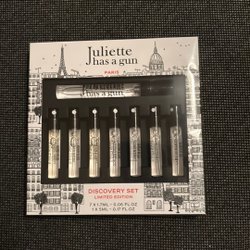 Juliette
has a gun
PARIS
DISCOVERY SET
LIMITED EDITION
7 x 1.7ML - 0.05 FL OZ
1 x 5ML - 0.17 FL OZ